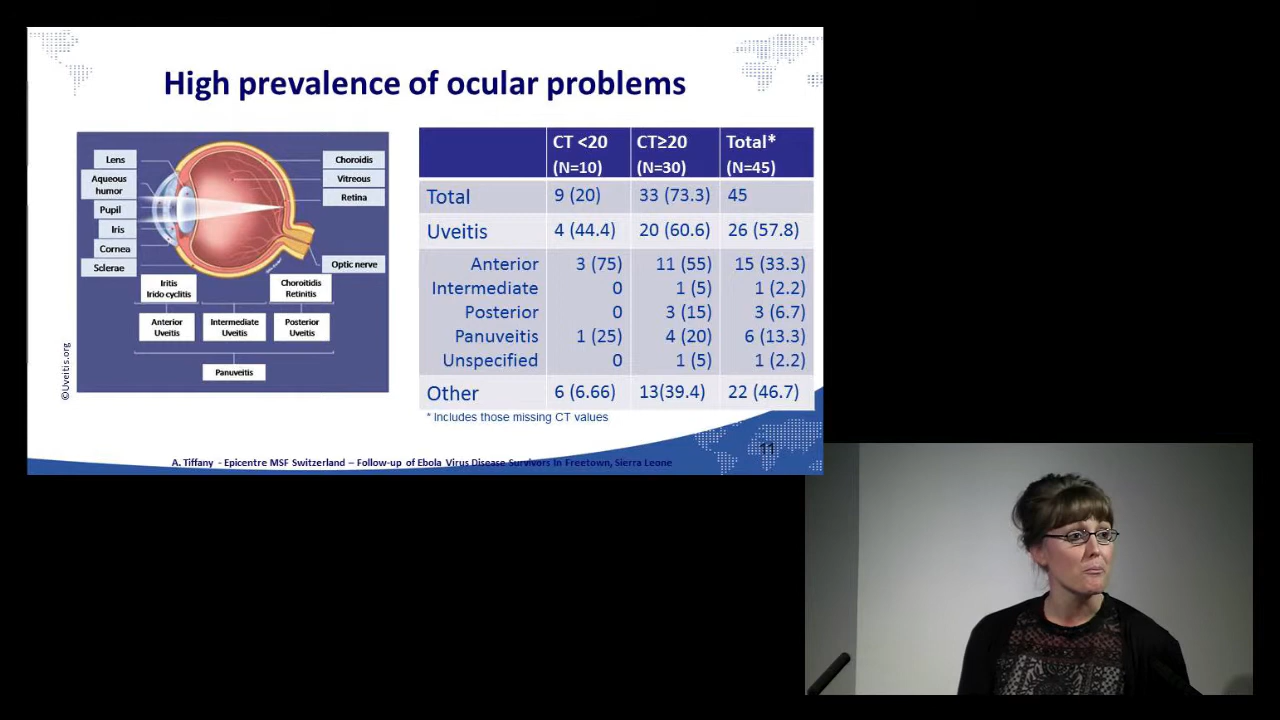 High prevalence of ocular problems
Lens
Aqueous
humor
Pupil
Iris
Cornea
Sclerae
Choroidis
Vitreous
Retina
Optic nerve
Iritis
Irido cyclitis
Choroitidis
Retinitis
Anterior
Uveitis
Intermediate
Uveitis
Posterior
Uveitis
Panuveitis
©Uveitis.org
CT <20 CT≥20 Total*
(N=10) (N=30) (N=45)
Total 9 (20) 33 (73.3) 45
Uveitis 4 (44.4) 20 (60.6) 26 (57.8)
Anterior 3 (75) 11 (55) 15 (33.3)
Intermediate 0 1 (5) 1 (2.2)
Posterior 0 3 (15) 3 (6.7)
Panuveitis 1 (25) 4 (20) 6 (13.3)
Unspecified 0 1 (5) 1 (2.2)
Other 6 (6.66) 13(39.4) 22 (46.7)
* Includes those missing CT values
11
A. Tiffany - Epicentre MSF Switzerland – Follow-up of Ebola Virus Disease Survivors In Freetown, Sierra Leone